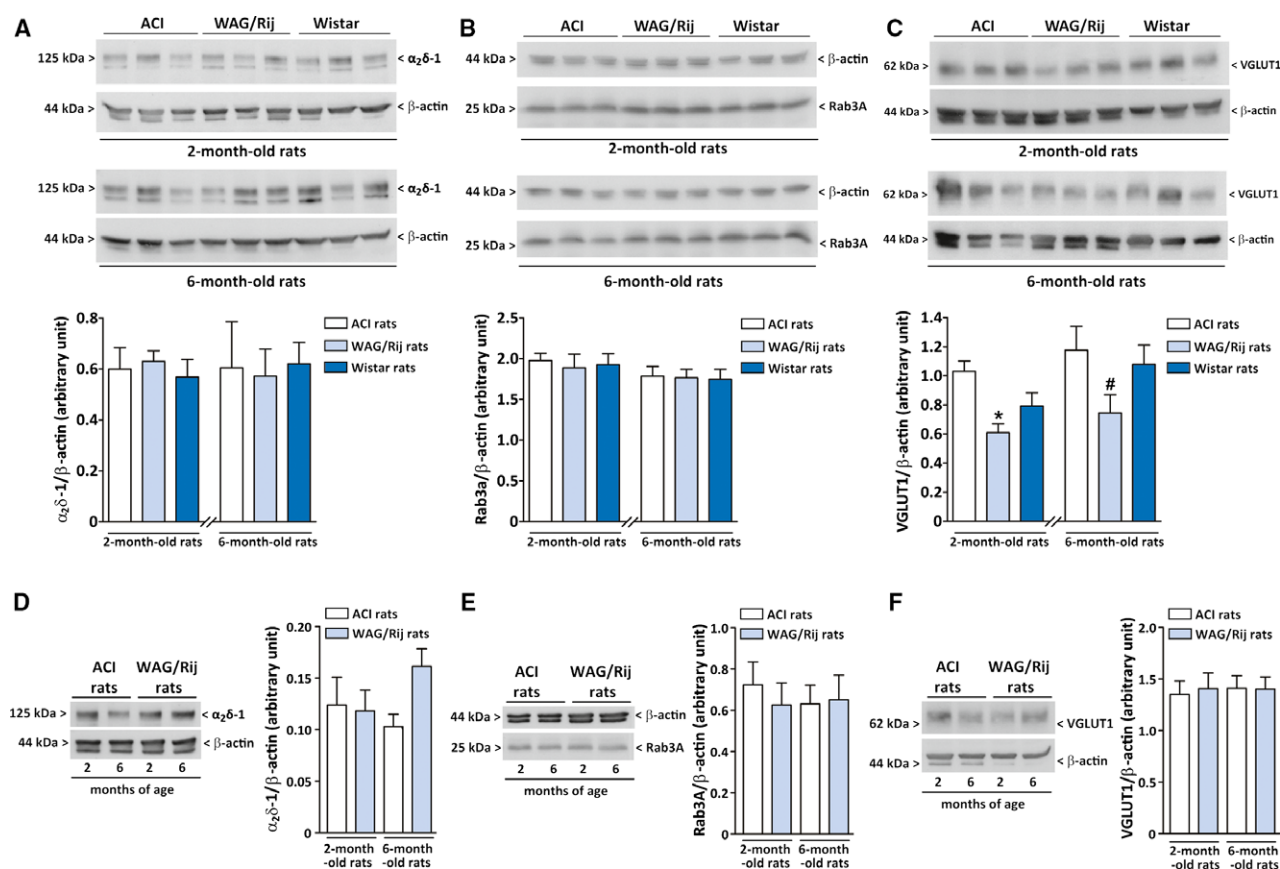 A
ACI WAG/Rij Wistar
125 kDa > < α₂δ-1
44 kDa > < β-actin
2-month-old rats
125 kDa > < α₂δ-1
44 kDa > < β-actin
6-month-old rats
α₂δ-1/β-actin (arbitrary unit)
0.8
0.6
0.4
0.2
0
ACI rats
WAG/Rij rats
Wistar rats
2-month-old rats 6-month-old rats
B
ACI WAG/Rij Wistar
44 kDa > < β-actin
25 kDa > < Rab3A
2-month-old rats
44 kDa > < β-actin
25 kDa > < Rab3A
6-month-old rats
Rab3a/β-actin (arbitrary unit)
2.5
2.0
1.5
1.0
0.5
0
ACI rats
WAG/Rij rats
Wistar rats
2-month-old rats 6-month-old rats
C
ACI WAG/Rij Wistar
62 kDa > < VGLUT1
44 kDa > < β-actin
2-month-old rats
62 kDa > < VGLUT1
44 kDa > < β-actin
6-month-old rats
VGLUT1/β-actin (arbitrary unit)
1.4
1.2
1.0
0.8
0.6
0.4
0.2
0
* #
ACI rats
WAG/Rij rats
Wistar rats
2-month-old rats 6-month-old rats
D
ACI WAG/Rij
rats rats
125 kDa > < α₂δ-1
44 kDa > < β-actin
2 6 2 6
months of age
α₂δ-1/β-actin (arbitrary unit)
0.20
0.15
0.10
0.05
0
ACI rats
WAG/Rij rats
2-month 6-month
-old rats -old rats
E
ACI WAG/Rij
rats rats
44 kDa > < β-actin
25 kDa > < Rab3A
2 6 2 6
months of age
Rab3A/β-actin (arbitrary unit)
1.0
0.8
0.6
0.4
0.2
0
ACI rats
WAG/Rij rats
2-month 6-month
-old rats -old rats
F
ACI WAG/Rij
rats rats
62 kDa > < VGLUT1
44 kDa > < β-actin
2 6 2 6
months of age
VGLUT1/β-actin (arbitrary unit)
2.0
1.5
1.0
0.5
0
ACI rats
WAG/Rij rats
2-month 6-month
-old rats -old rats